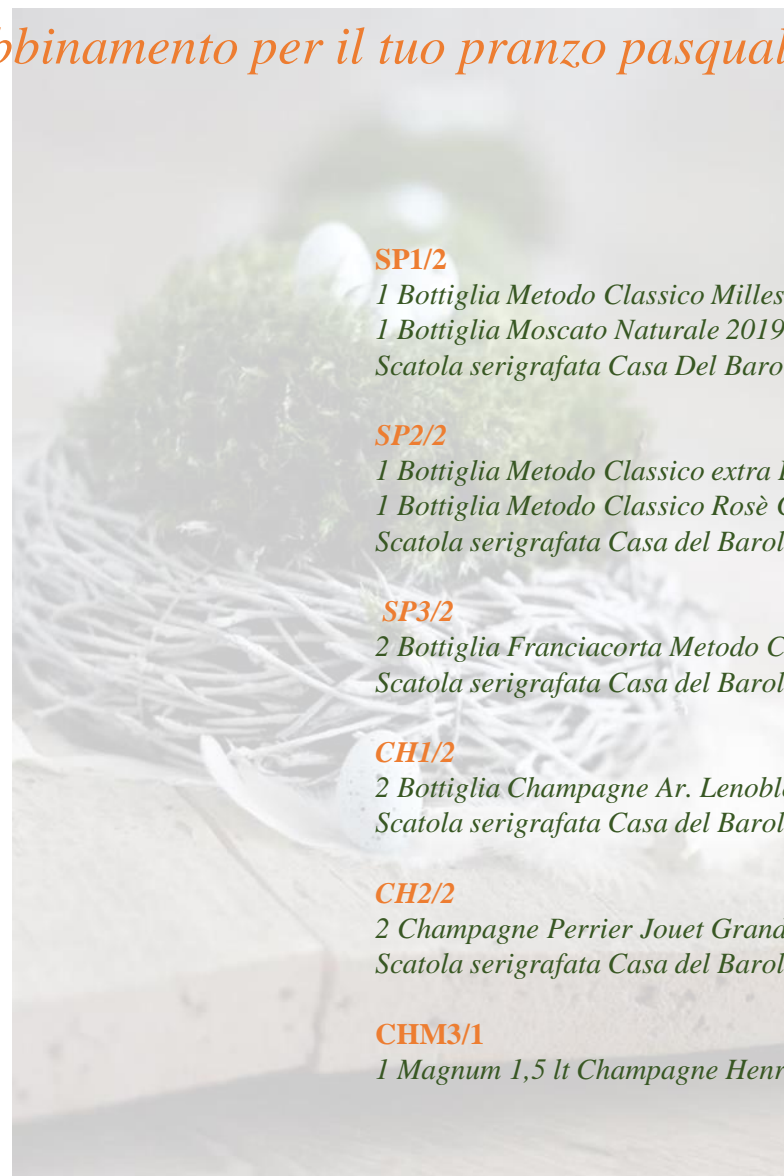 bbinamento per il tuo pranzo pasqual
SP1/2
1 Bottiglia Metodo Classico Milles
1 Bottiglia Moscato Naturale 2019
Scatola serigrafata Casa Del Baro
SP2/2
1 Bottiglia Metodo Classico extra
1 Bottiglia Metodo Classico Rosè
Scatola serigrafata Casa del Barol
SP3/2
2 Bottiglia Franciacorta Metodo C
Scatola serigrafata Casa del Barol
CH1/2
2 Bottiglia Champagne Ar. Lenobl
Scatola serigrafata Casa del Barol
CH2/2
2 Champagne Perrier Jouet Grand
Scatola serigrafata Casa del Barol
CHM3/1
1 Magnum 1,5 lt Champagne Henr